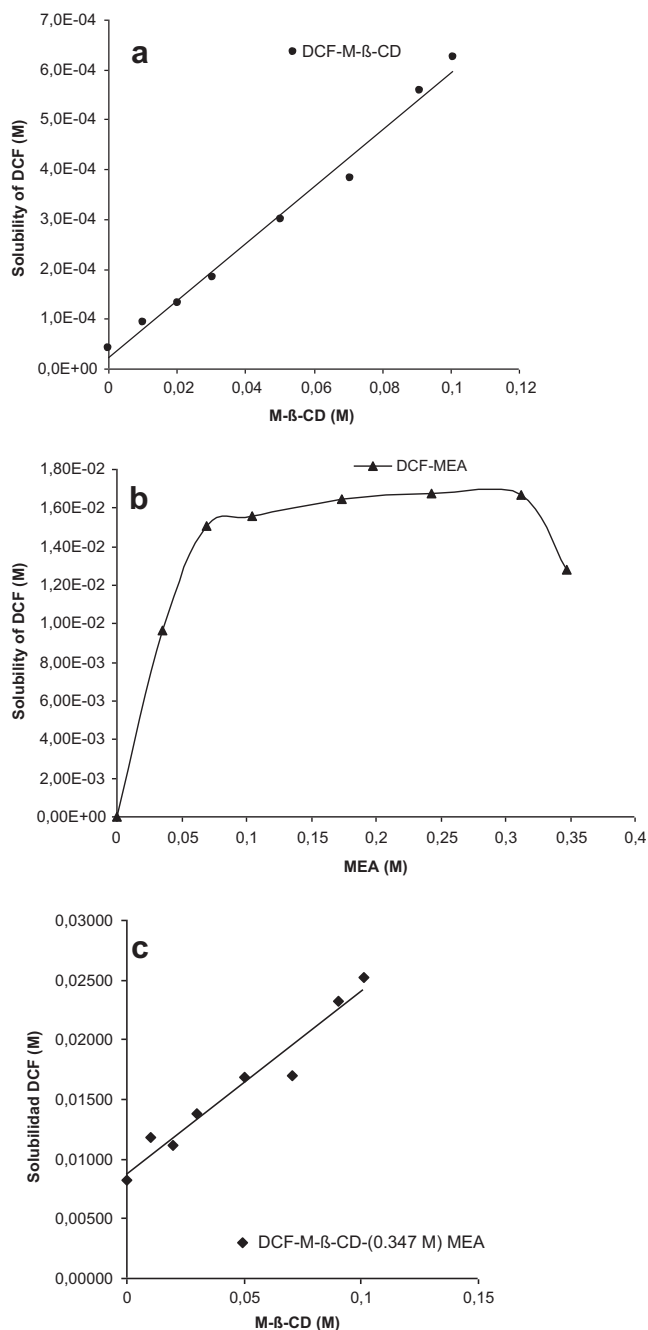 a
DCF-M-ß-CD
Solubility of DCF (M)
7,0E-04
6,0E-04
5,0E-04
4,0E-04
3,0E-04
2,0E-04
1,0E-04
0,0E+00
0 0,02 0,04 0,06 0,08 0,1 0,12
M-ß-CD (M)
b
DCF-MEA
Solubility of DCF (M)
1,80E-02
1,60E-02
1,40E-02
1,20E-02
1,00E-02
8,00E-03
6,00E-03
4,00E-03
2,00E-03
0,00E+00
0 0,05 0,1 0,15 0,2 0,25 0,3 0,35 0,4
MEA (M)
c
Solubilidad DCF (M)
0,03000
0,02500
0,02000
0,01500
0,01000
0,00500
0,00000
DCF-M-ß-CD-(0.347 M) MEA
0 0,05 0,1 0,15
M-ß-CD (M)